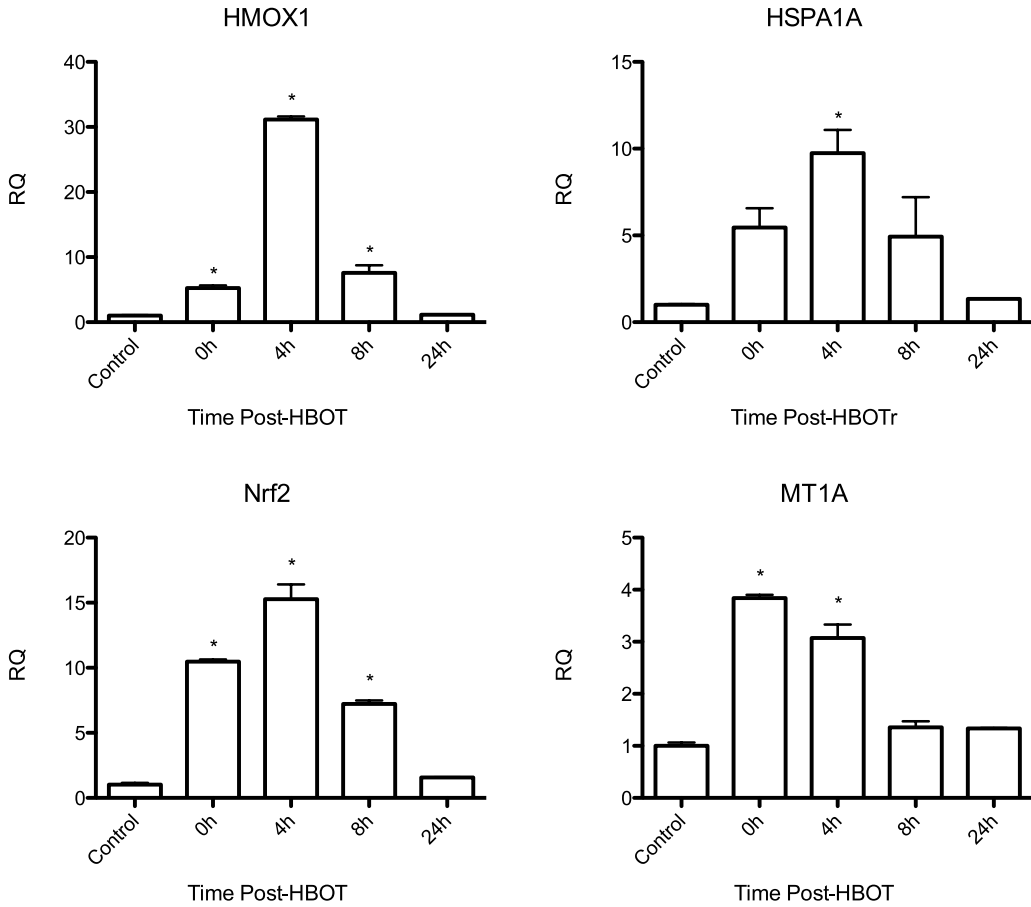 HMOX1
40
30
20
10
0
RQ
*
*
*
Control
0h
4h
8h
24h
Time Post-HBOT
HSPA1A
15
10
5
0
RQ
*
Control
0h
4h
8h
24h
Time Post-HBOTr
Nrf2
20
15
10
5
0
RQ
*
*
*
Control
0h
4h
8h
24h
Time Post-HBOT
MT1A
5
4
3
2
1
0
RQ
*
*
Control
0h
4h
8h
24h
Time Post-HBOT